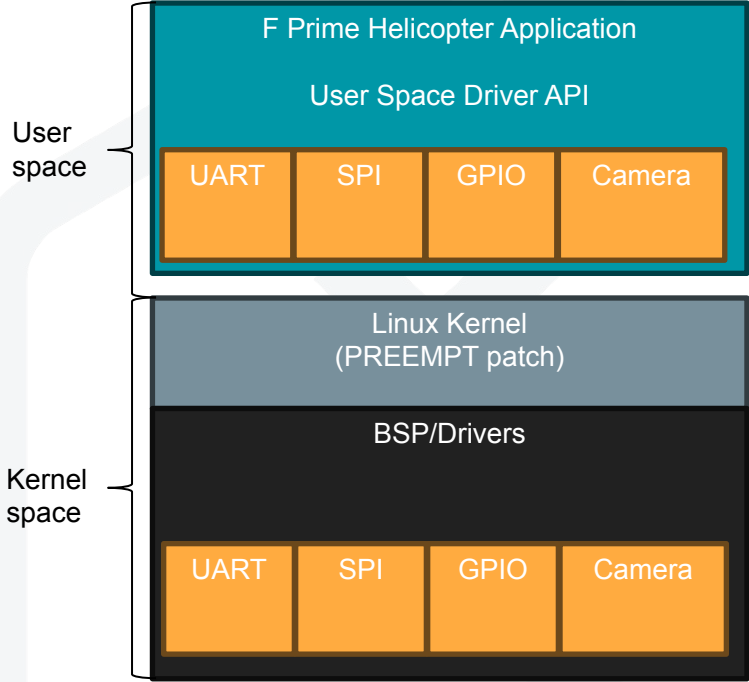 F Prime Helicopter Application
User Space Driver API
User
space
UART
SPI
GPIO
Camera
Linux Kernel
(PREEMPT patch)
BSP/Drivers
Kernel
space
UART
SPI
GPIO
Camera